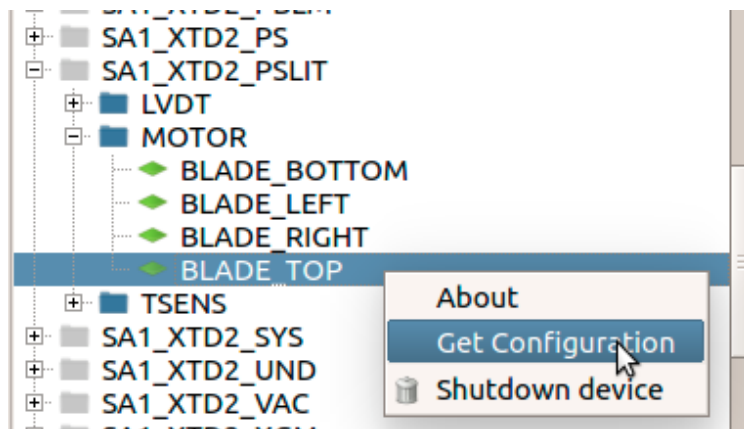 SA1_XTD2_PS
SA1_XTD2_PSLIT
LVDT
MOTOR
BLADE_BOTTOM
BLADE_LEFT
BLADE_RIGHT
BLADE_TOP
About
TSENS
Get Configuration
SA1_XTD2_SYS
SA1_XTD2_UND
Shutdown device
SA1_XTD2_VAC